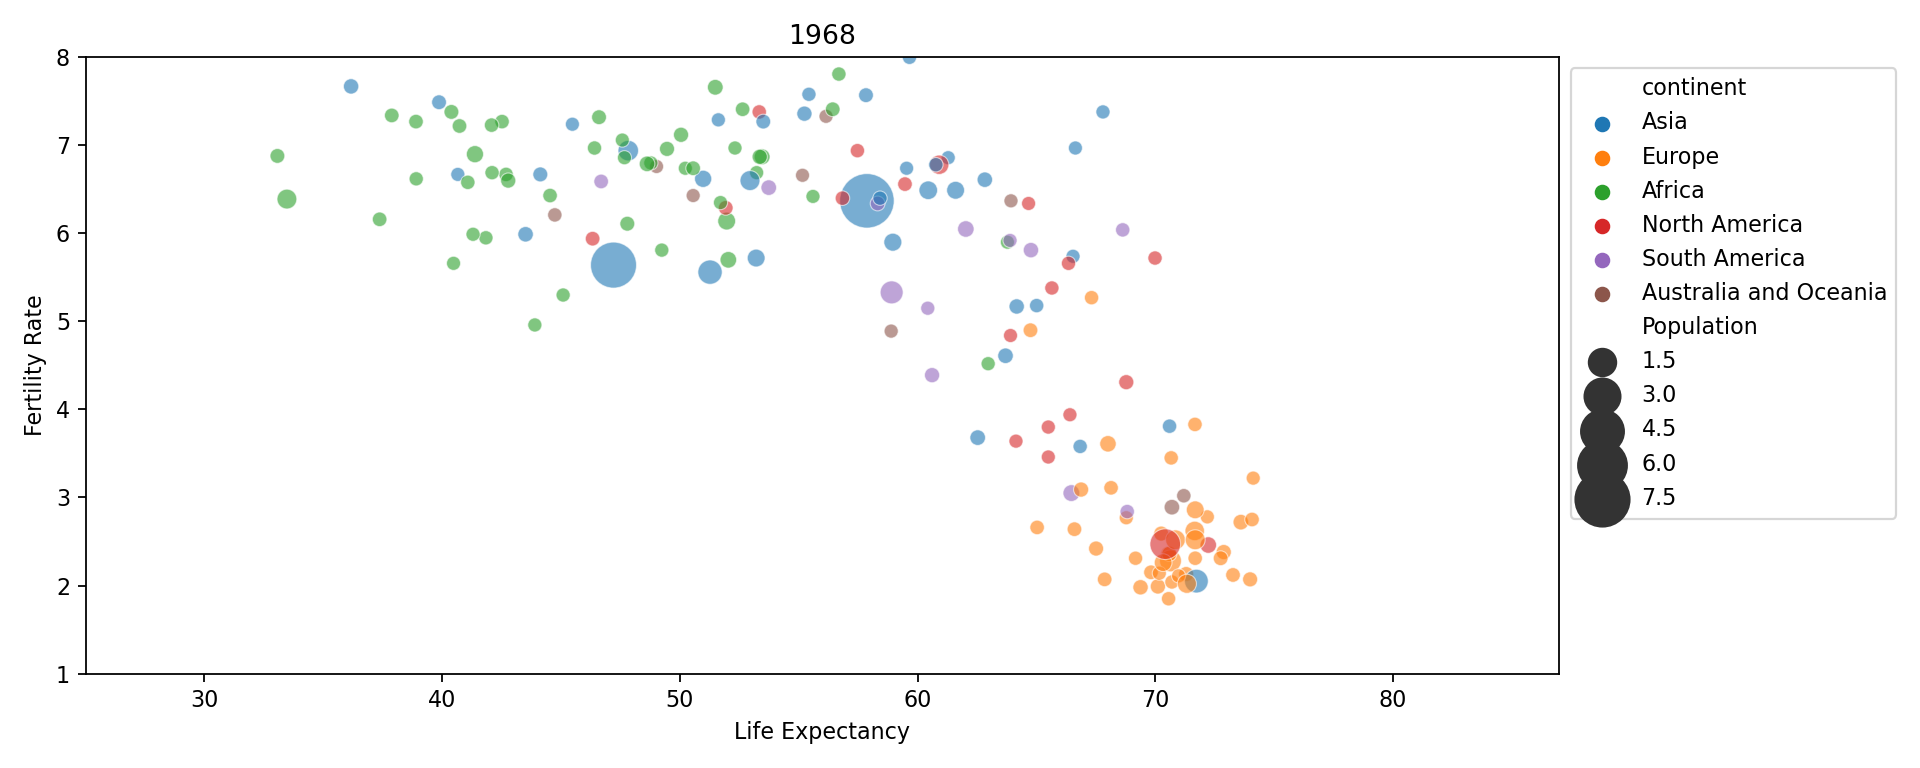 1968
8
7
6
5
4
3
2
1
Fertility Rate
30 40 50 60 70 80
Life Expectancy
continent
Asia
Europe
Africa
North America
South America
Australia and Oceania
Population
1.5
3.0
4.5
6.0
7.5